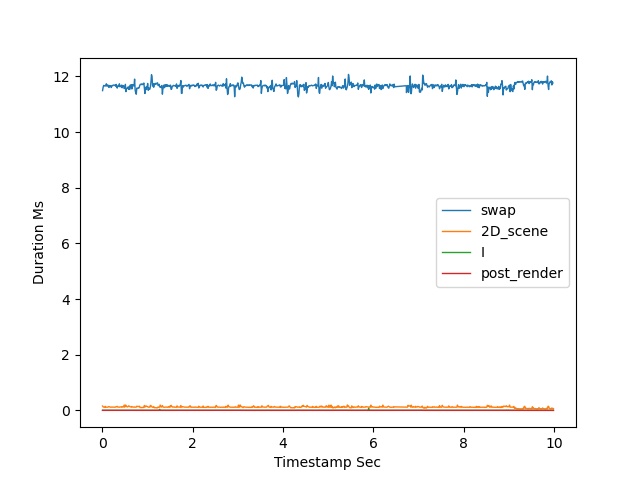 12
10
8
6
4
2
0
Duration Ms
swap
2D_scene
I
post_render
0 2 4 6 8 10
Timestamp Sec